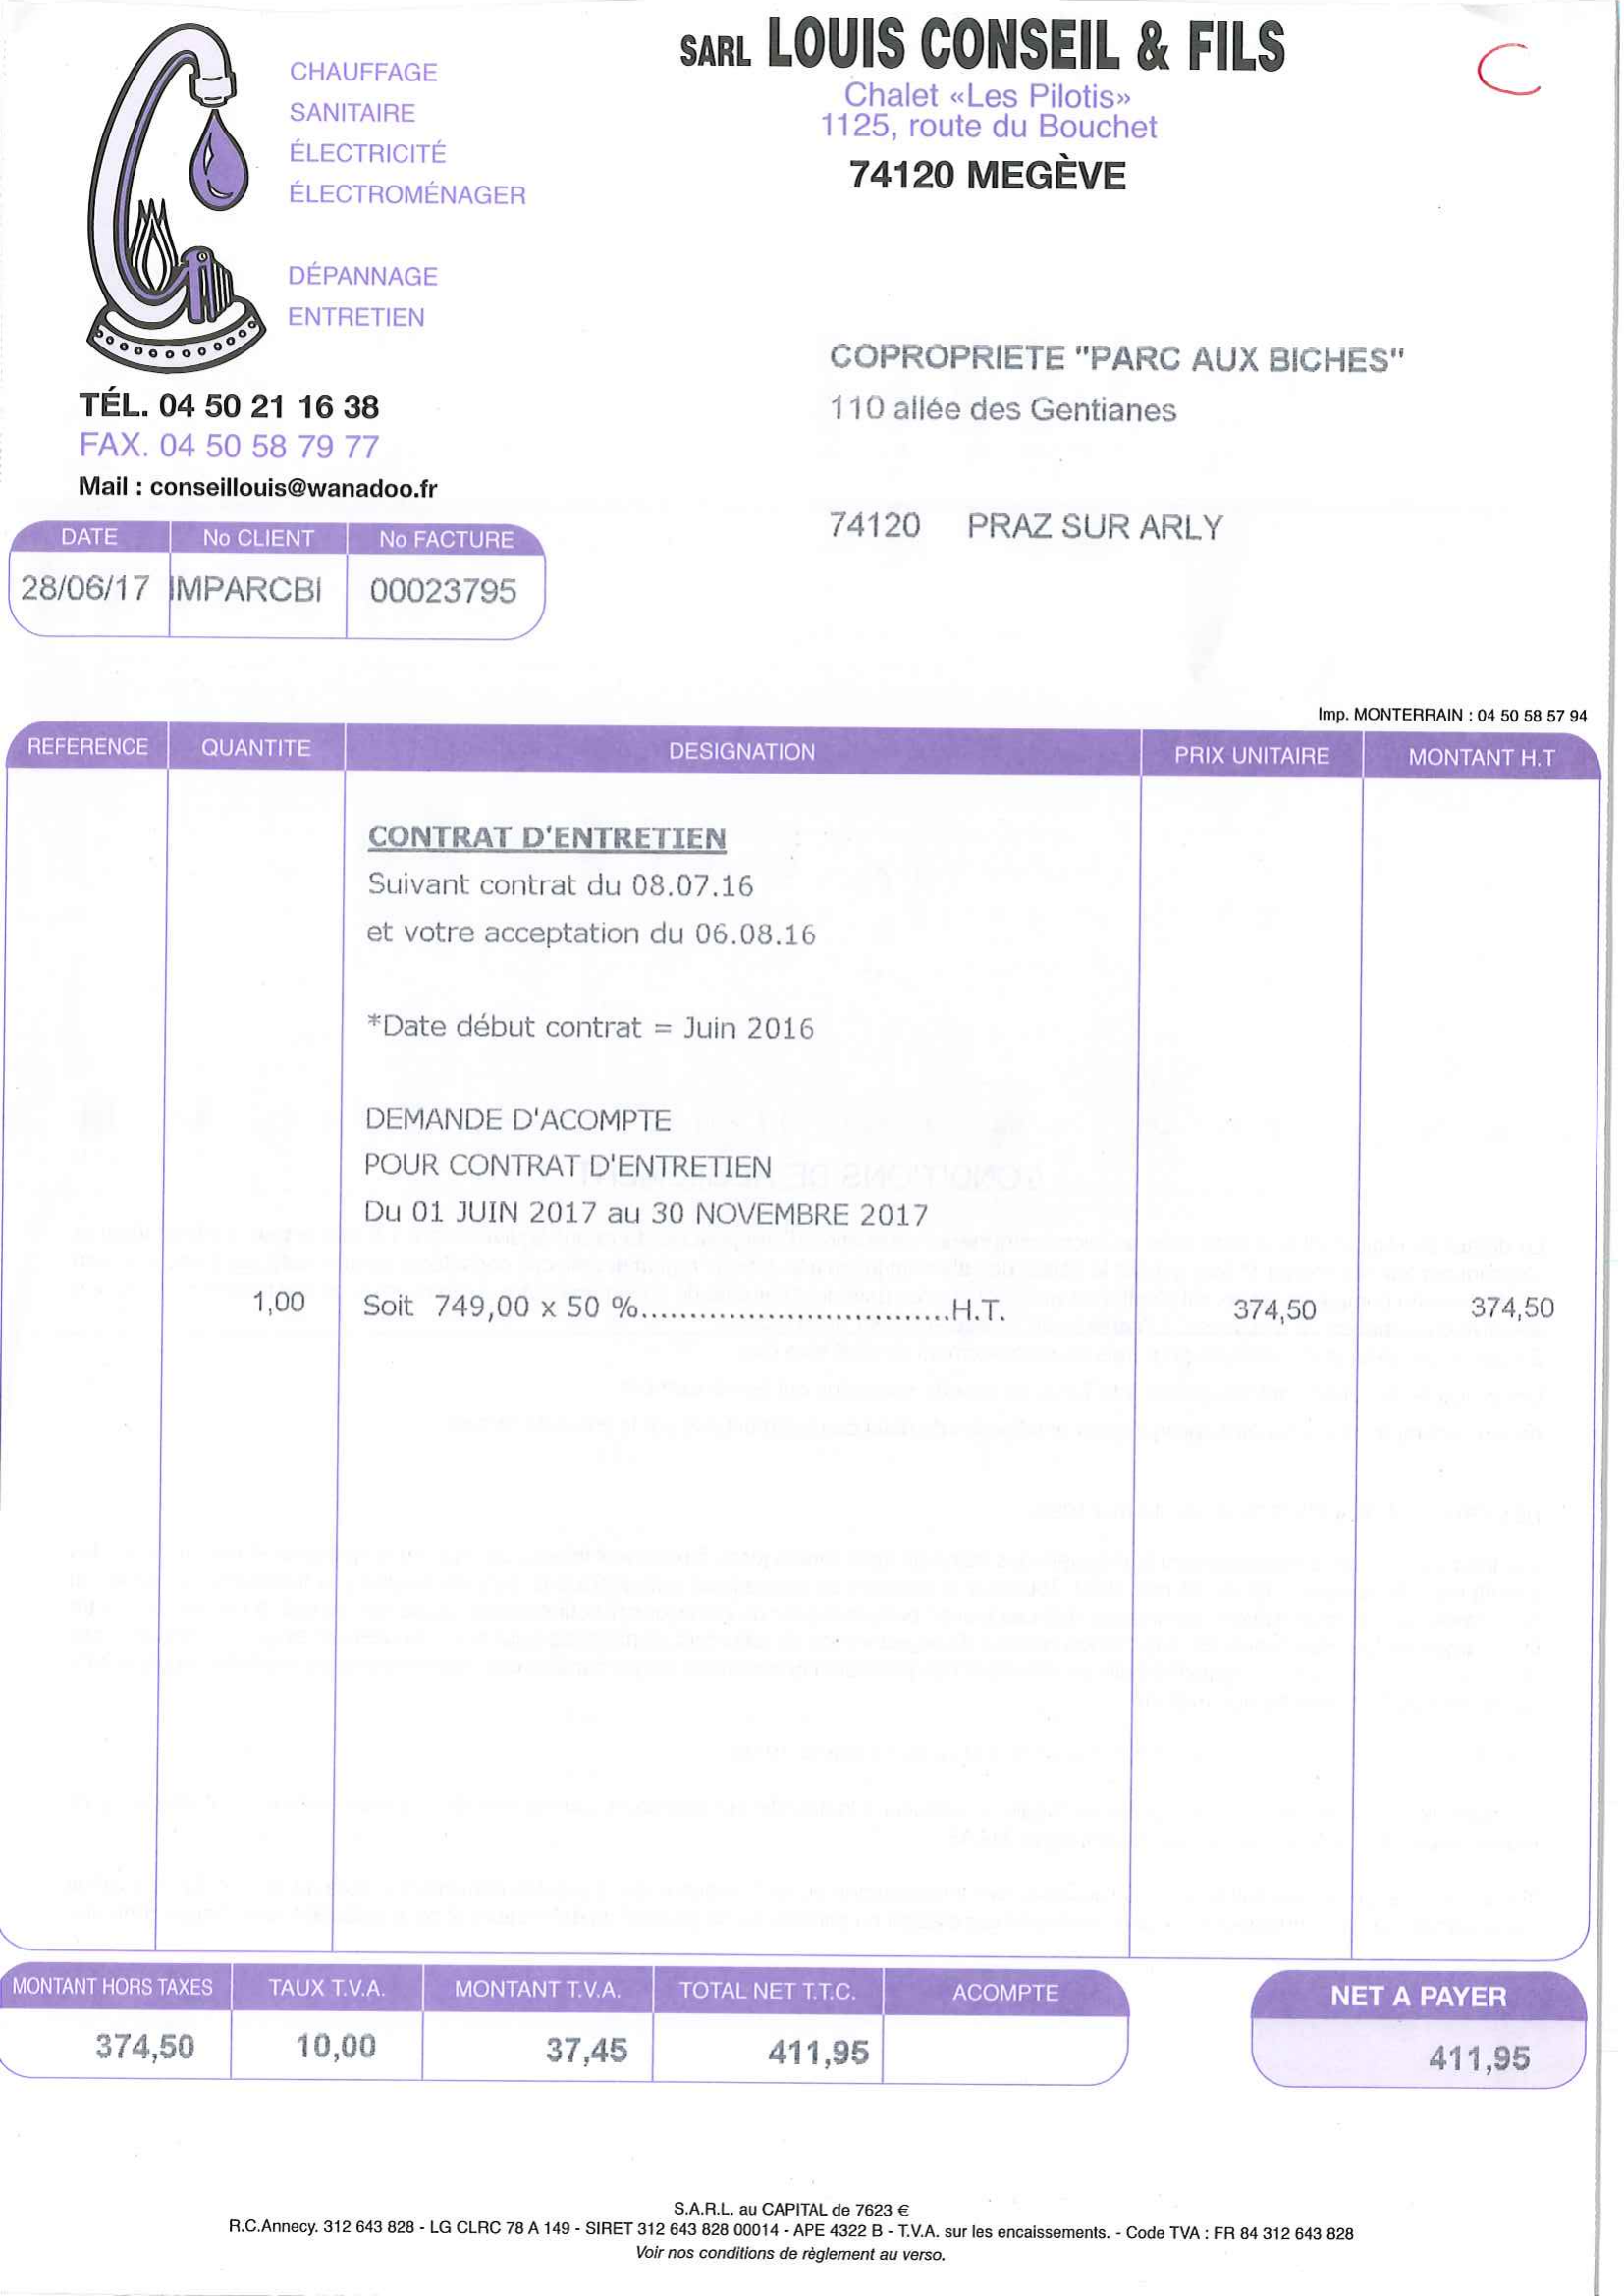 CHAUFFAGE
SANITAIRE
ÉLECTRICITÉ
ÉLECTROMÉNAGER
DÉPANNAGE
ENTRETIEN
TÉL. 04 50 21 16 38
FAX. 04 50 58 79 77
Mail : conseillouis@wanadoo.fr
SARL LOUIS CONSEIL & FILS
Chalet «Les Pilotis»
1125, route du Bouchet
74120 MEGÈVE
C
COPROPRIETE "PARC AUX BICHES"
110 allée des Gentianes
74120 PRAZ SUR ARLY
DATE No CLIENT No FACTURE
28/06/17 IMPARCBI 00023795
Imp. MONTERRAIN : 04 50 58 57 94
REFERENCE QUANTITE DESIGNATION PRIX UNITAIRE MONTANT H.T
CONTRAT D'ENTRETIEN
Suivant contrat du 08.07.16
et votre acceptation du 06.08.16
*Date début contrat = Juin 2016
DEMANDE D'ACOMPTE
POUR CONTRAT D'ENTRETIEN
Du 01 JUIN 2017 au 30 NOVEMBRE 2017
1,00 Soit 749,00 x 50 %...............................H.T. 374,50 374,50
MONTANT HORS TAXES TAUX T.V.A. MONTANT T.V.A. TOTAL NET T.T.C. ACOMPTE NET A PAYER
374,50 10,00 37,45 411,95 411,95
S.A.R.L. au CAPITAL de 7623 €
R.C.Annecy. 312 643 828 - LG CLRC 78 A 149 - SIRET 312 643 828 00014 - APE 4322 B - T.V.A. sur les encaissements. - Code TVA : FR 84 312 643 828
Voir nos conditions de règlement au verso.